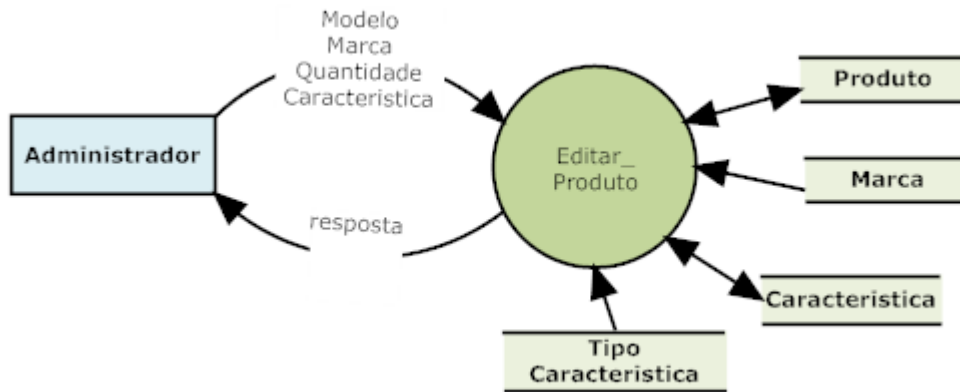 Modelo
Marca
Quantidade
Caracteristica
Administrador
resposta
Editar_
Produto
Produto
Marca
Caracteristica
Tipo
Caracteristica